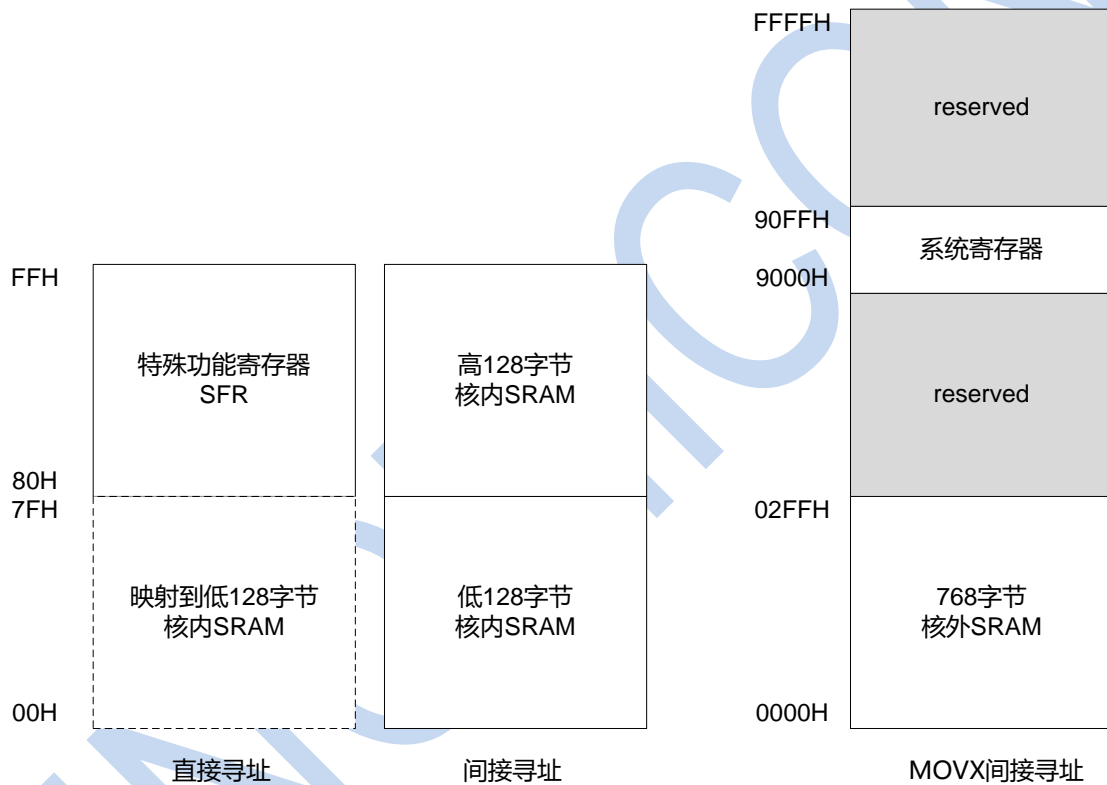 FFFFH
reserved
90FFH
系统寄存器
9000H
FFH
特殊功能寄存器
SFR
高128字节
核内SRAM
reserved
80H
7FH
02FFH
映射到低128字节
核内SRAM
低128字节
核内SRAM
768字节
核外SRAM
00H
0000H
直接寻址
间接寻址
MOVX间接寻址